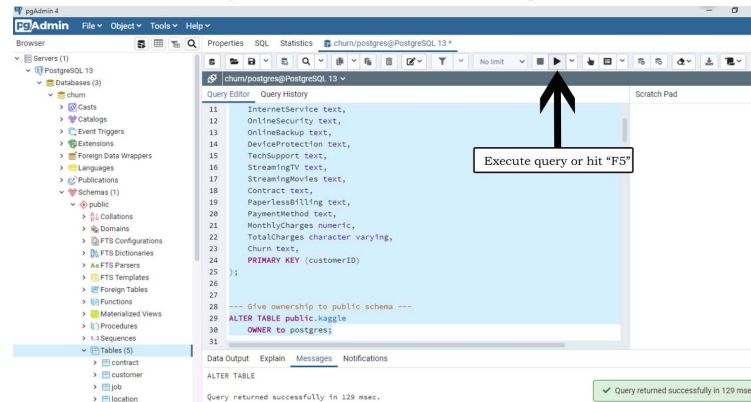 pgAdmin 4
PgAdmin File Object Tools Help
Browser
Properties SQL Statistics churn/postgres@PostgreSQL 13 *
No limit
churn/postgres@PostgreSQL 13
Query Editor Query History
Scratch Pad
Servers (1)
PostgreSQL 13
Databases (3)
churn
Casts
Catalogs
Event Triggers
Extensions
Foreign Data Wrappers
Languages
Publications
Schemas (1)
public
Collations
Domains
FTS Configurations
FTS Dictionaries
FTS Parsers
FTS Templates
Foreign Tables
Functions
Materialized Views
Procedures
1..3 Sequences
Tables (5)
contract
customer
job
location
11 InternetService text,
12 OnlineSecurity text,
13 OnlineBackup text,
14 DeviceProtection text,
15 TechSupport text,
16 StreamingTV text,
17 StreamingMovies text,
18 Contract text,
19 PaperlessBilling text,
20 PaymentMethod text,
21 MonthlyCharges numeric,
22 TotalCharges character varying,
23 Churn text,
24 PRIMARY KEY (customerID)
25 );
26
27
28 --- Give ownership to public schema ---
29 ALTER TABLE public.kaggle
30 OWNER to postgres;
31
Execute query or hit “F5”
Data Output Explain Messages Notifications
ALTER TABLE
Query returned successfully in 129 msec.
Query returned successfully in 129 mse